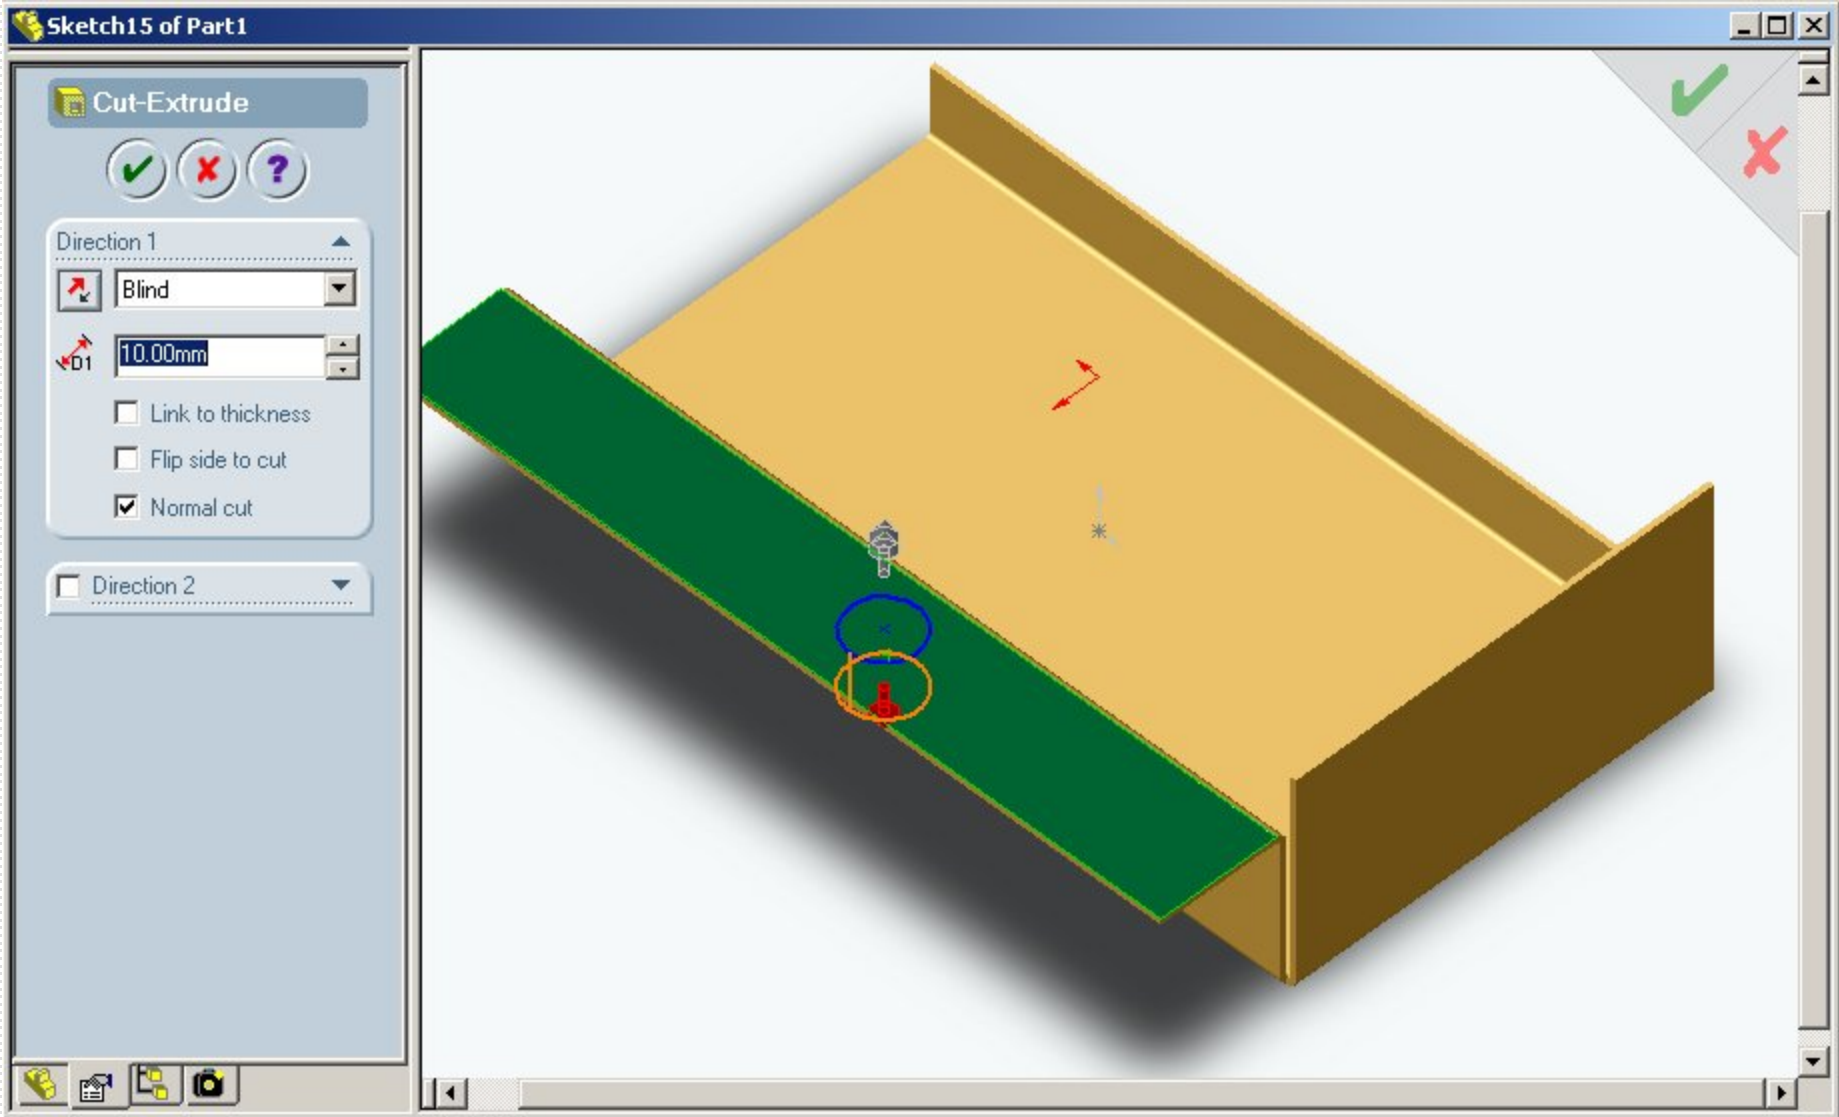 Sketch15 of Part1
Cut-Extrude
?
Direction 1
Blind
D1
10.00mm
Link to thickness
Flip side to cut
Normal cut
Direction 2